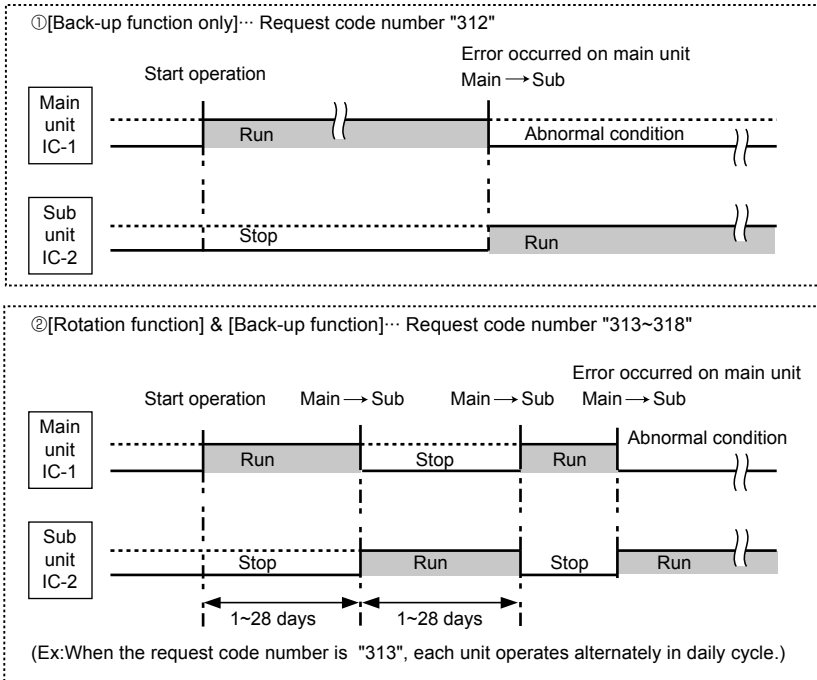 ①[Back-up function only]··· Request code number "312"
Error occurred on main unit
Start operation
Main → Sub
Main
unit
IC-1
Run
Abnormal condition
Sub
unit
IC-2
Stop
Run
②[Rotation function] & [Back-up function]··· Request code number "313~318"
Error occurred on main unit
Start operation Main → Sub Main → Sub Main → Sub
Main
unit
IC-1
Abnormal condition
Run Stop Run
Sub
unit
IC-2
Stop Run Stop Run
1~28 days 1~28 days
(Ex:When the request code number is "313", each unit operates alternately in daily cycle.)